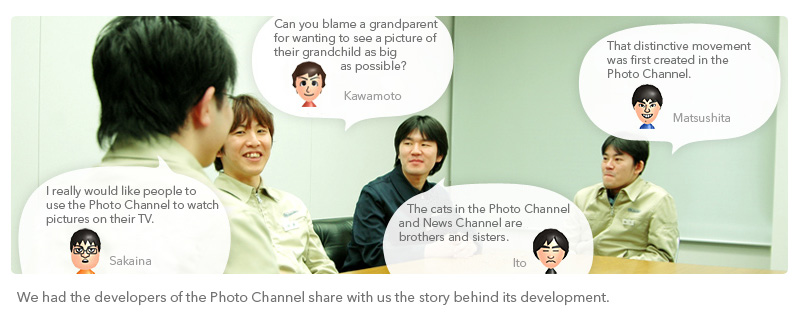 Can you blame a grandparent
for wanting to see a picture of
their grandchild as big
as possible?
Kawamoto
That distinctive movement
was first created in the
Photo Channel.
Matsushita
I really would like people to
use the Photo Channel to watch
pictures on their TV.
Sakaina
The cats in the Photo Channel
and News Channel are
brothers and sisters.
Ito
We had the developers of the Photo Channel share with us the story behind its development.